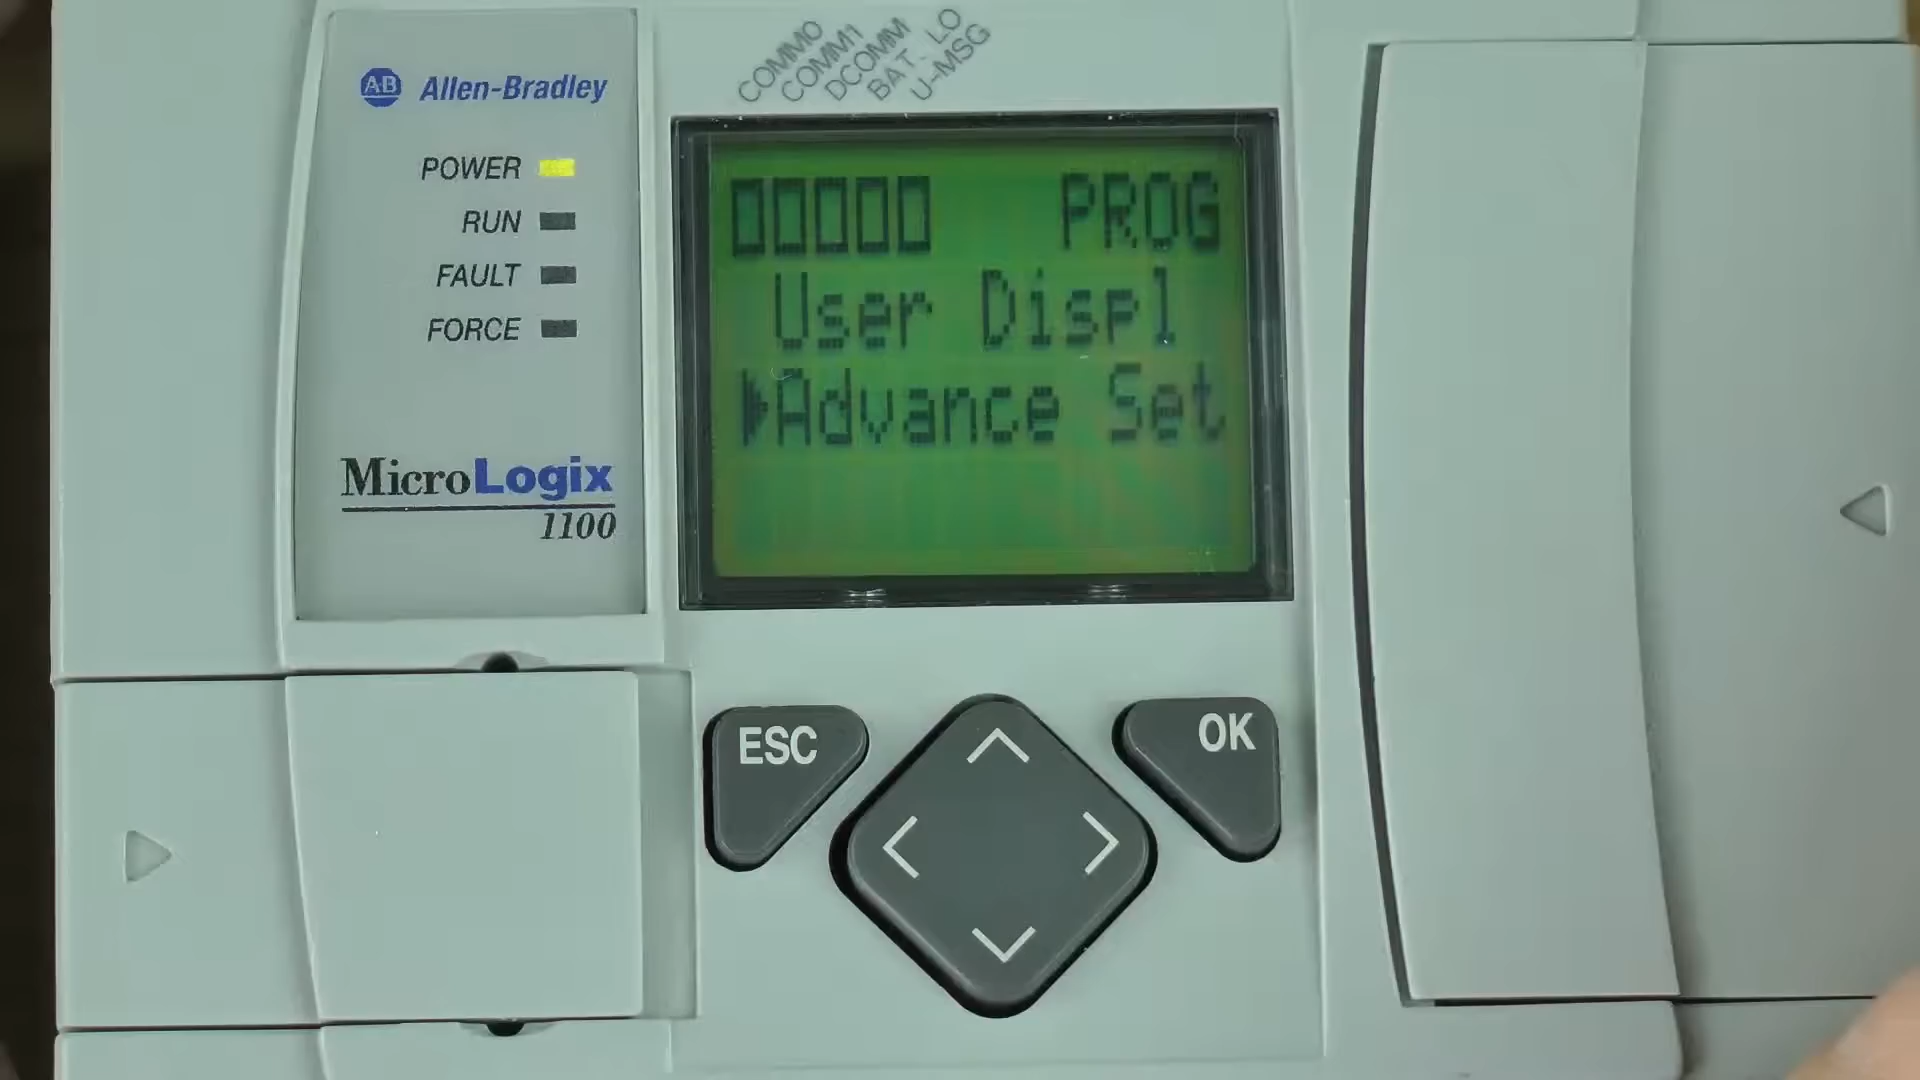 COMM0
COMM1
DCOMM
BAT. LO
U-MSG
AB Allen-Bradley
POWER
RUN
FAULT
FORCE
MicroLogix
1100
PROG
User Displ
Advance Set
ESC
OK